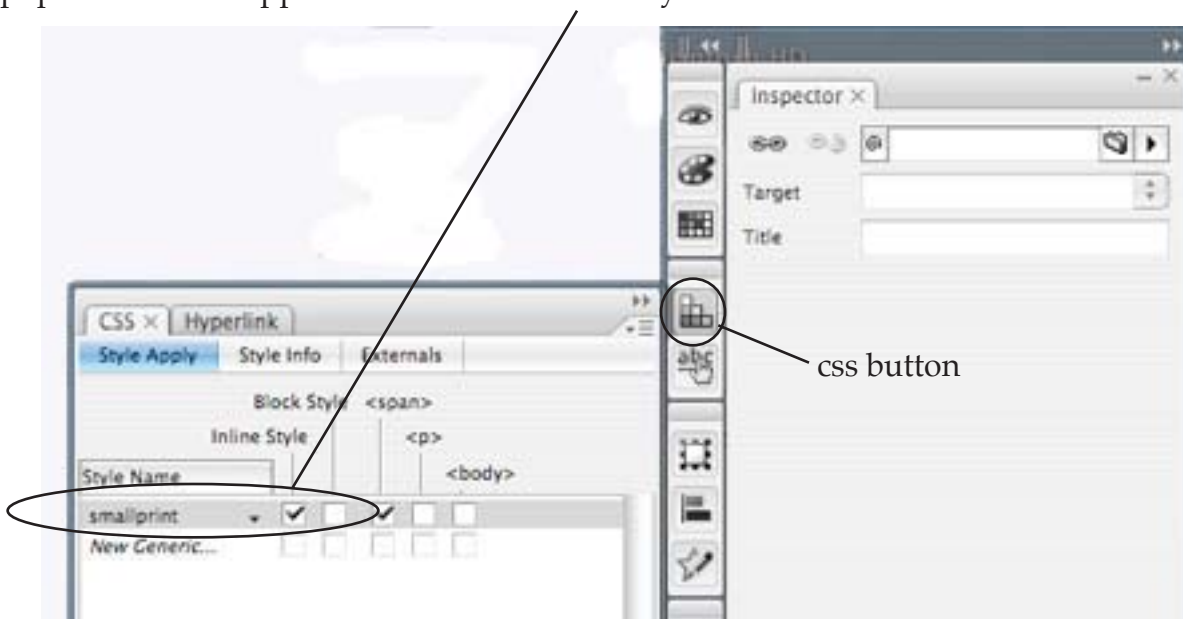 Inspector
Target
Title
CSS Hyperlink
Style Apply Style Info Externals
Block Style <span>
Inline Style <p>
Style Name <body>
smallprint
New Generic...
abc
css button